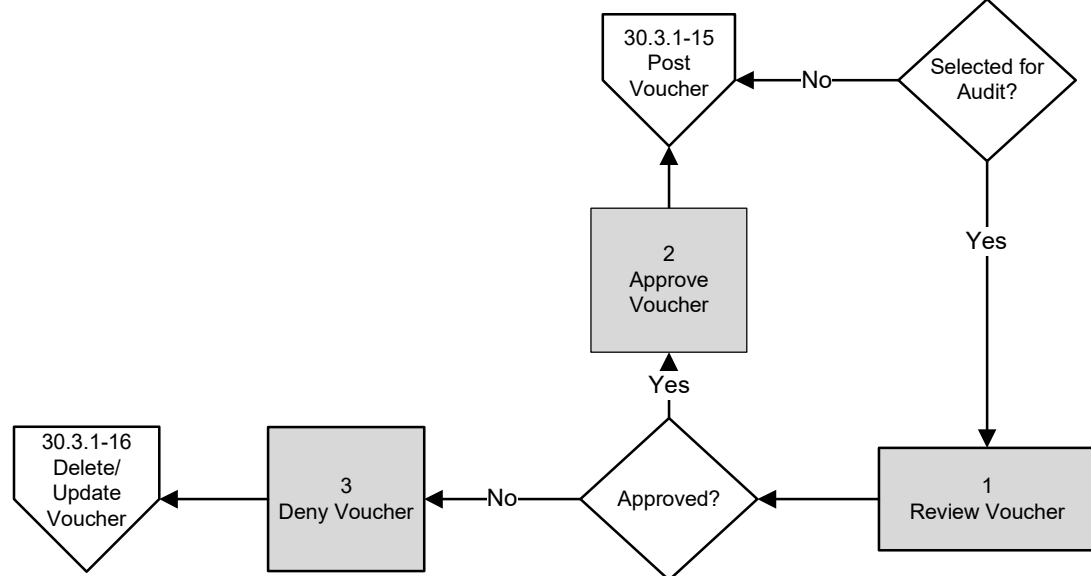 30.3.1-15
Post
Voucher
No
Selected for
Audit?
Yes
2
Approve
Voucher
Yes
30.3.1-16
Delete/
Update
Voucher
3
Deny Voucher
No
Approved?
1
Review Voucher